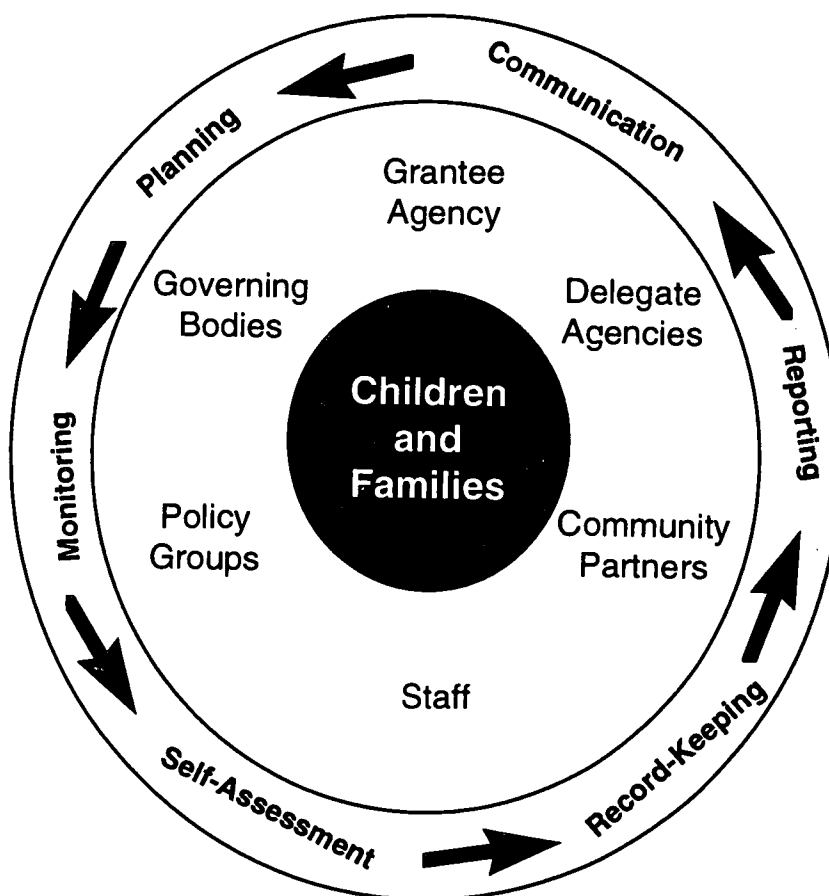 Communication
Planning
Grantee
Agency
Governing
Bodies
Delegate
Agencies
Children
and
Families
Monitoring
Reporting
Policy
Groups
Community
Partners
Staff
Self-Assessment
Record-Keeping